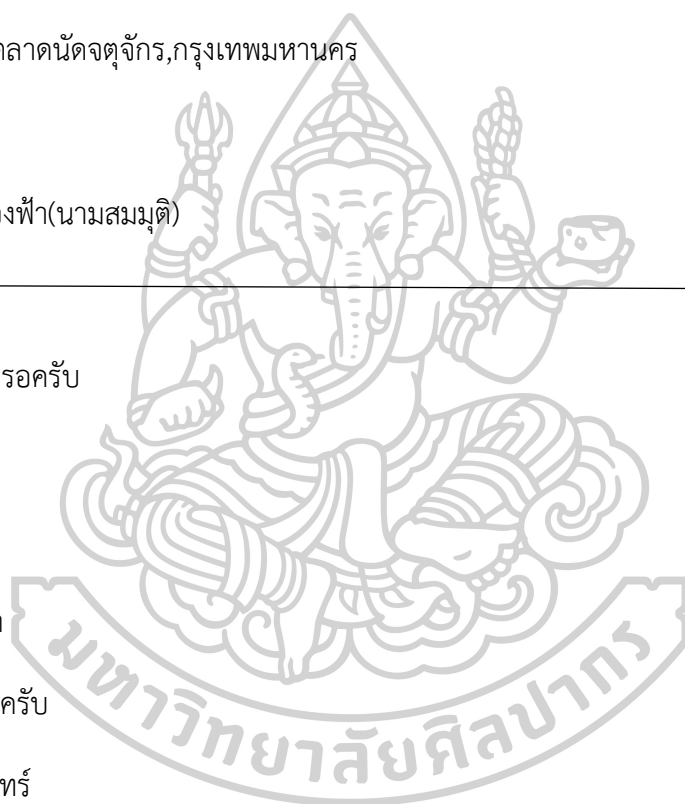 ตลาดนัดจตุจักร,กรุงเทพมหานคร
องฟ้า(นามสมมุติ)
รอครับ
ครับ
ทร์
มหาวิทยาลัยศิลปากร